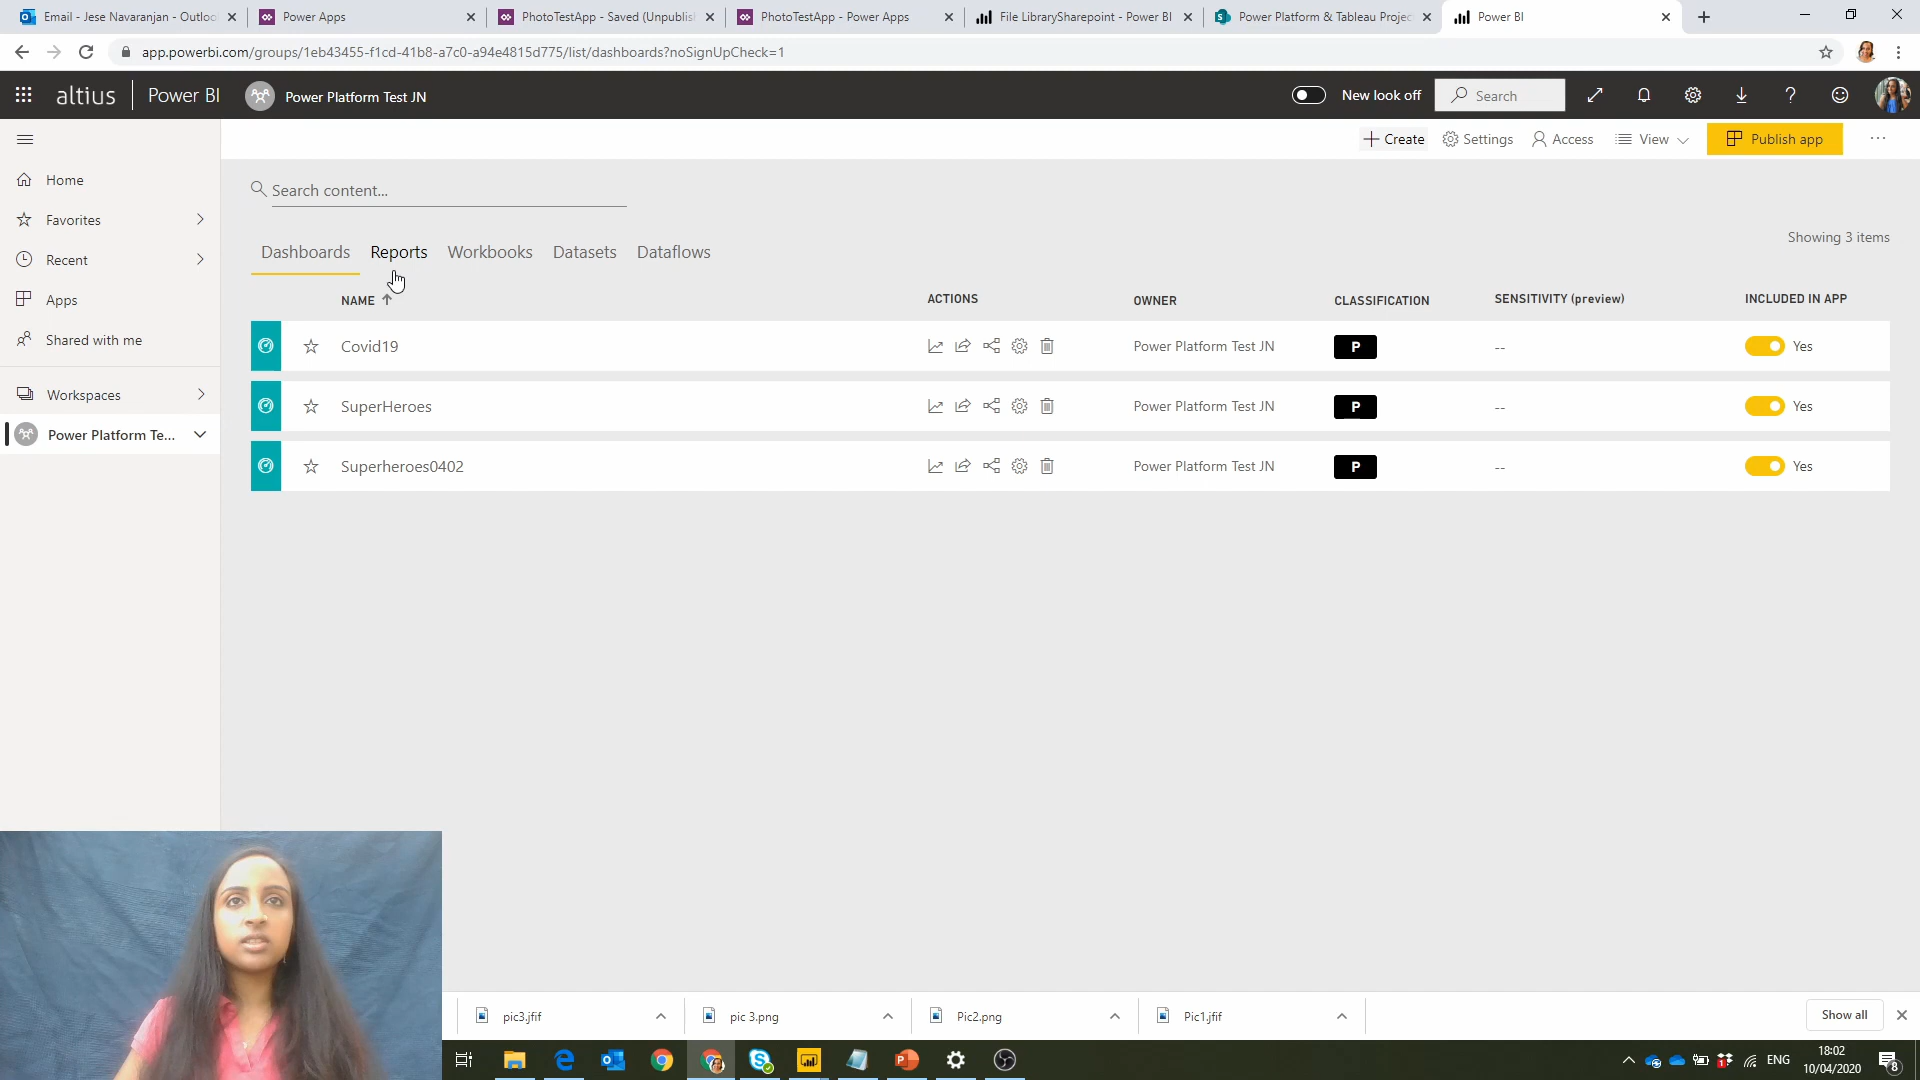 Email - Jese Navaranjan - Outloo
Power Apps
PhotoTestApp - Saved (Unpublis
PhotoTestApp - Power Apps
File LibrarySharepoint - Power BI
Power Platform & Tableau Projec
Power BI
app.powerbi.com/groups/1eb43455-f1cd-41b8-a7c0-a94e4815d775/list/dashboards?noSignUpCheck=1
altius
Power BI
Power Platform Test JN
New look off
Search
Create
Settings
Access
View
Publish app
Home
Favorites
Recent
Apps
Shared with me
Workspaces
Power Platform Te...
Search content...
Showing 3 items
Dashboards Reports Workbooks Datasets Dataflows
NAME ACTIONS OWNER CLASSIFICATION SENSITIVITY (preview) INCLUDED IN APP
Covid19 Power Platform Test JN P -- Yes
SuperHeroes Power Platform Test JN P -- Yes
Superheroes0402 Power Platform Test JN P -- Yes
pic3.jfif
pic 3.png
Pic2.png
Pic1.jfif
Show all
ENG
18:02
10/04/2020
8